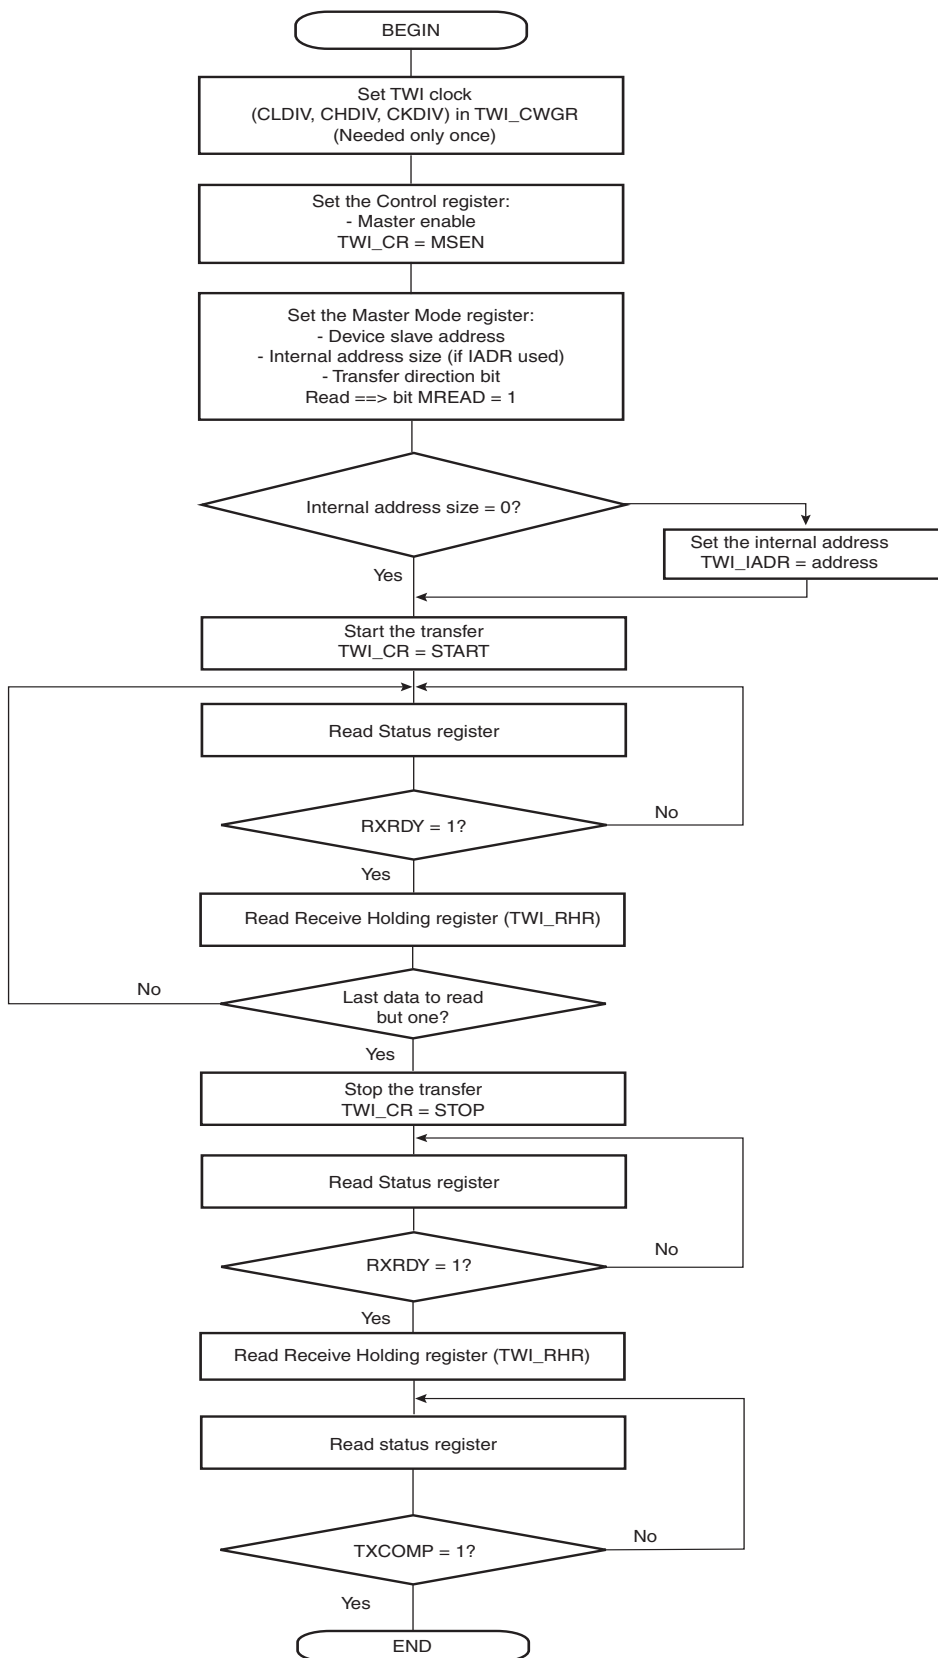 BEGIN
Set TWI clock
(CLDIV, CHDIV, CKDIV) in TWI_CWGR
(Needed only once)
Set the Control register:
- Master enable
TWI_CR = MSEN
Set the Master Mode register:
- Device slave address
- Internal address size (if IADR used)
- Transfer direction bit
Read ==> bit MREAD = 1
Internal address size = 0?
Set the internal address
TWI_IADR = address
Yes
Start the transfer
TWI_CR = START
Read Status register
RXRDY = 1?
No
Yes
Read Receive Holding register (TWI_RHR)
No
Last data to read
but one?
Yes
Stop the transfer
TWI_CR = STOP
Read Status register
RXRDY = 1?
No
Yes
Read Receive Holding register (TWI_RHR)
Read status register
TXCOMP = 1?
No
Yes
END